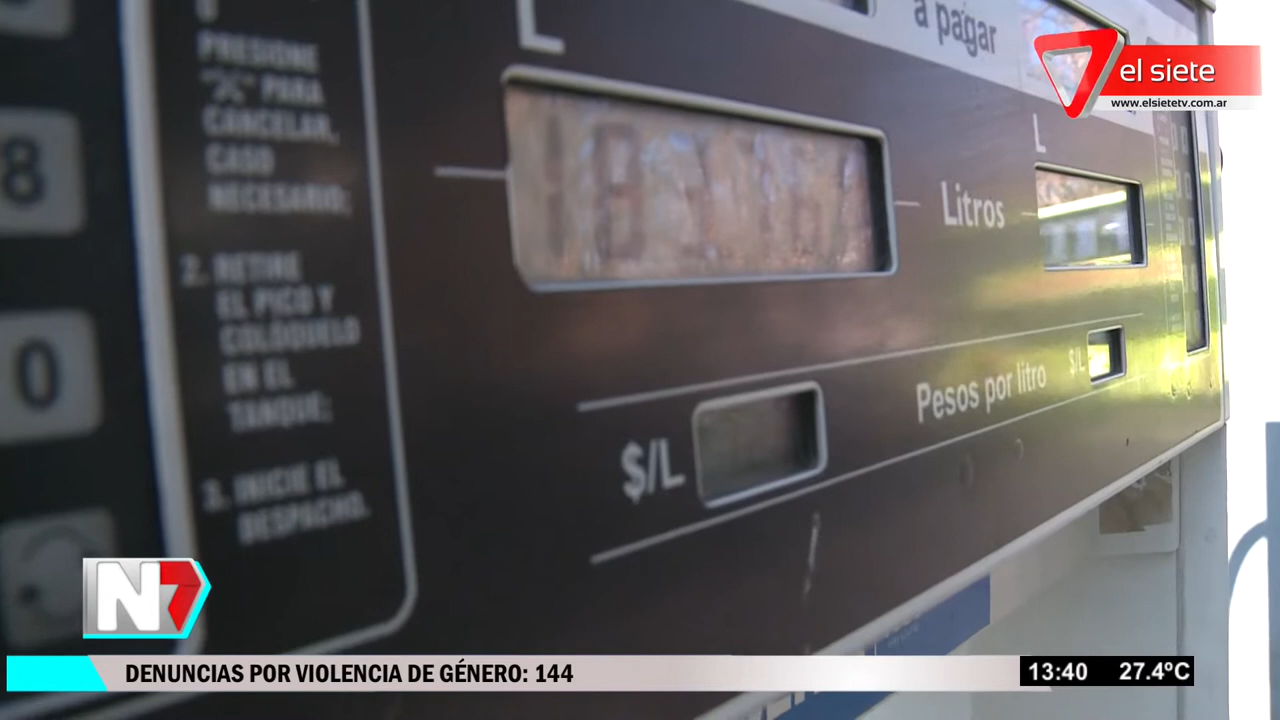 L
a pagar
el siete
www.elsietetv.com.ar
PRESIONE
"X" PARA
CANCELAR.
CASO
NECESARIO;
8
L
Litros
2. RETIRE
EL PICO Y
COLÓQUELO
EN EL
TANQUE;
0
$/L
Pesos por litro
$/L
3. INICIE EL
DESPACHO.
N7
DENUNCIAS POR VIOLENCIA DE GÉNERO: 144
13:40 27.4ºC